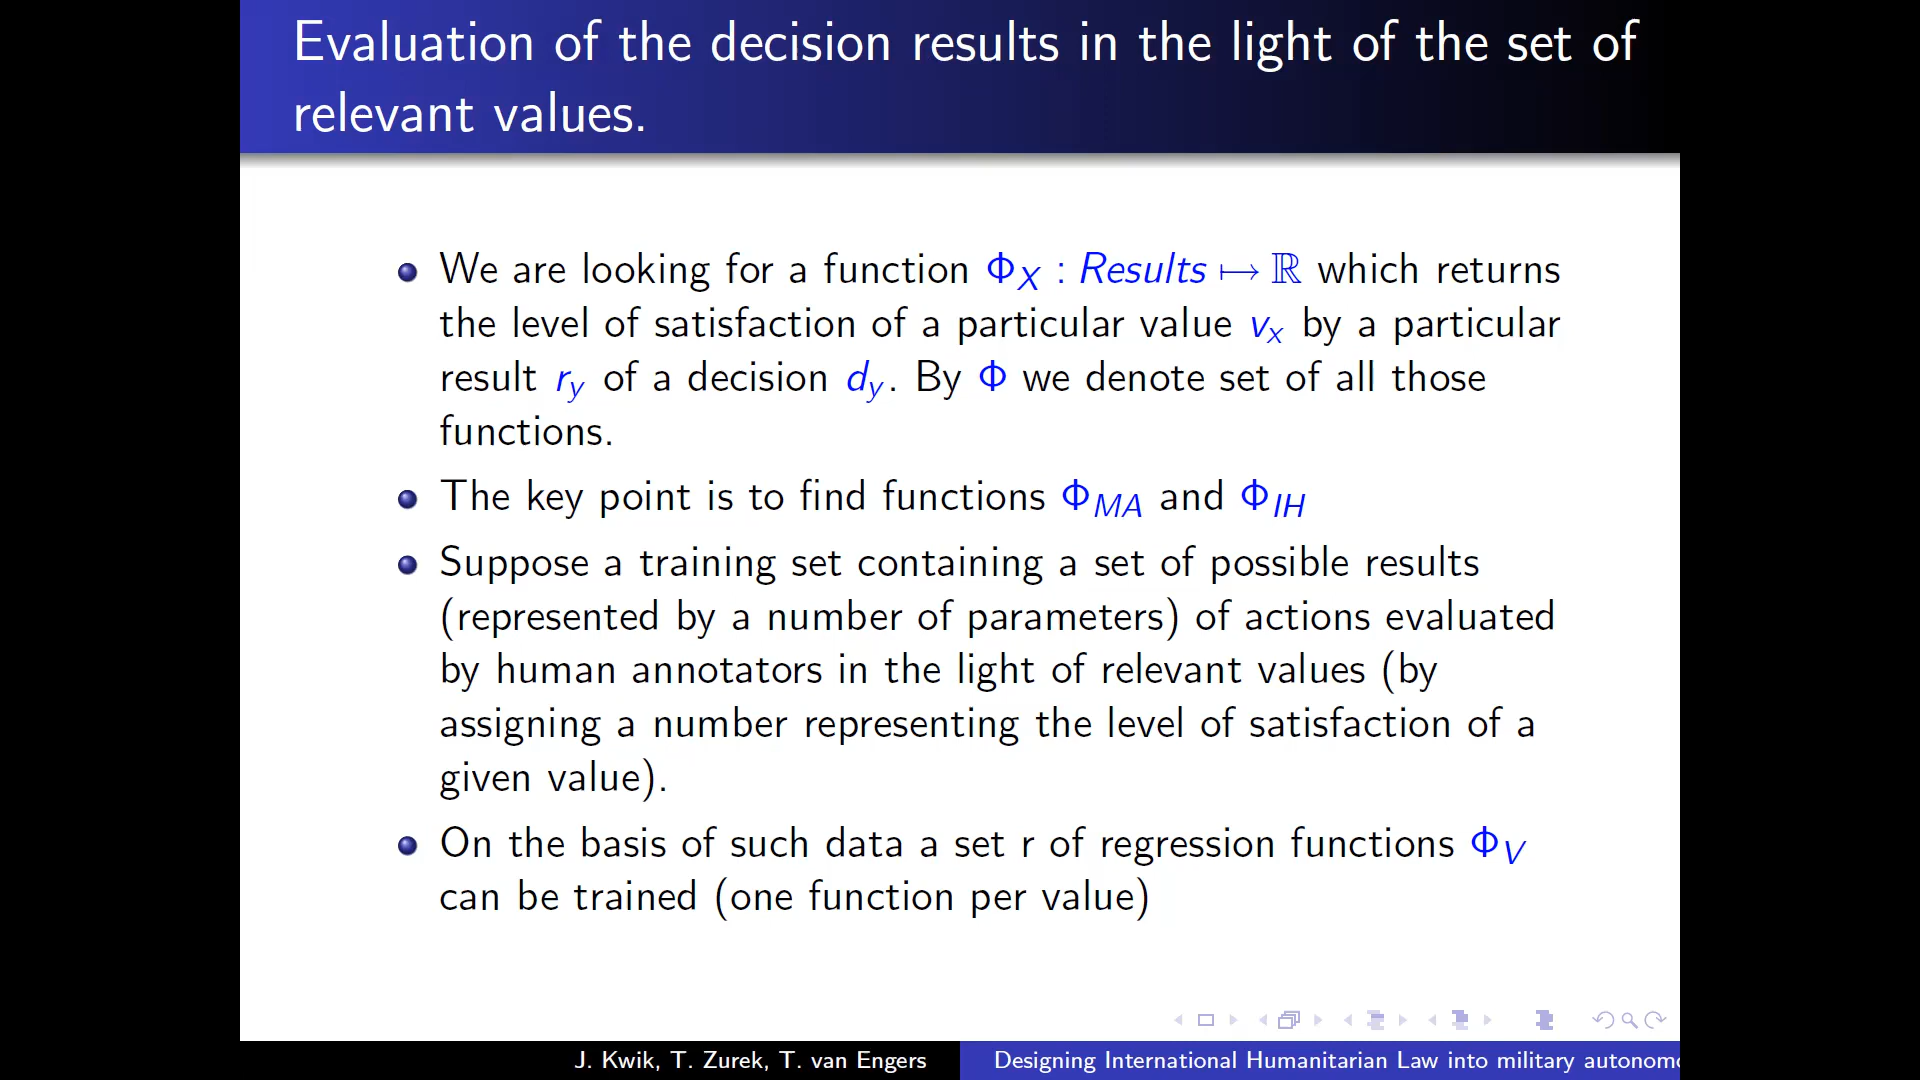 Evaluation of the decision results in the light of the set of
relevant values.
We are looking for a function Φ_X : Results ↦ ℝ which returns
the level of satisfaction of a particular value v_x by a particular
result r_y of a decision d_y. By Φ we denote set of all those
functions.
The key point is to find functions Φ_MA and Φ_IH
Suppose a training set containing a set of possible results
(represented by a number of parameters) of actions evaluated
by human annotators in the light of relevant values (by
assigning a number representing the level of satisfaction of a
given value).
On the basis of such data a set r of regression functions Φ_V
can be trained (one function per value)
J. Kwik, T. Zurek, T. van Engers
Designing International Humanitarian Law into military autonomo